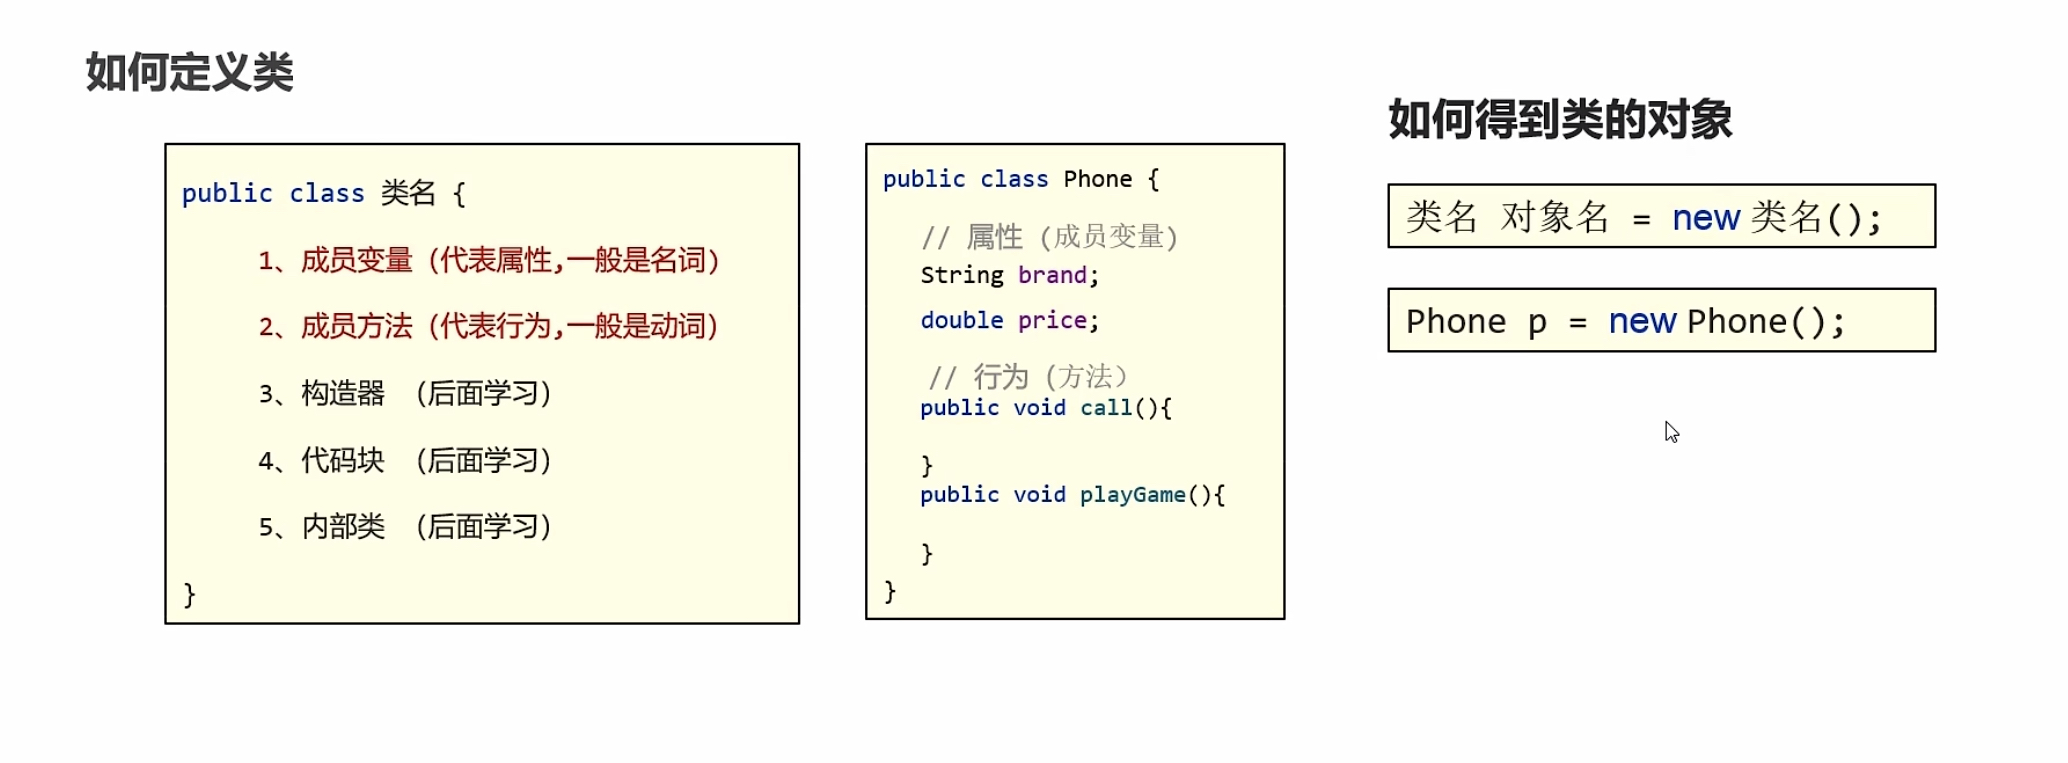 如何定义类
public class 类名 {
1、成员变量 (代表属性,一般是名词)
2、成员方法 (代表行为,一般是动词)
3、构造器 (后面学习)
4、代码块 (后面学习)
5、内部类 (后面学习)
}
public class Phone {
// 属性 (成员变量)
String brand;
double price;
// 行为 (方法)
public void call(){
}
public void playGame(){
}
}
如何得到类的对象
类名 对象名 = new 类名();
Phone p = new Phone();